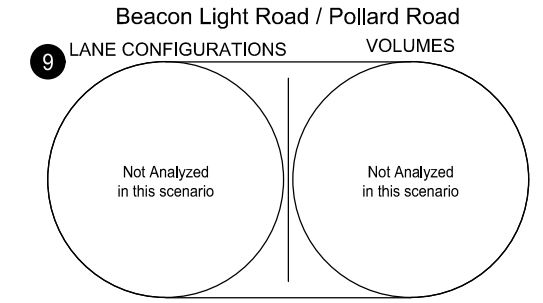 Beacon Light Road / Pollard Road
9 LANE CONFIGURATIONS VOLUMES
Not Analyzed
in this scenario
Not Analyzed
in this scenario